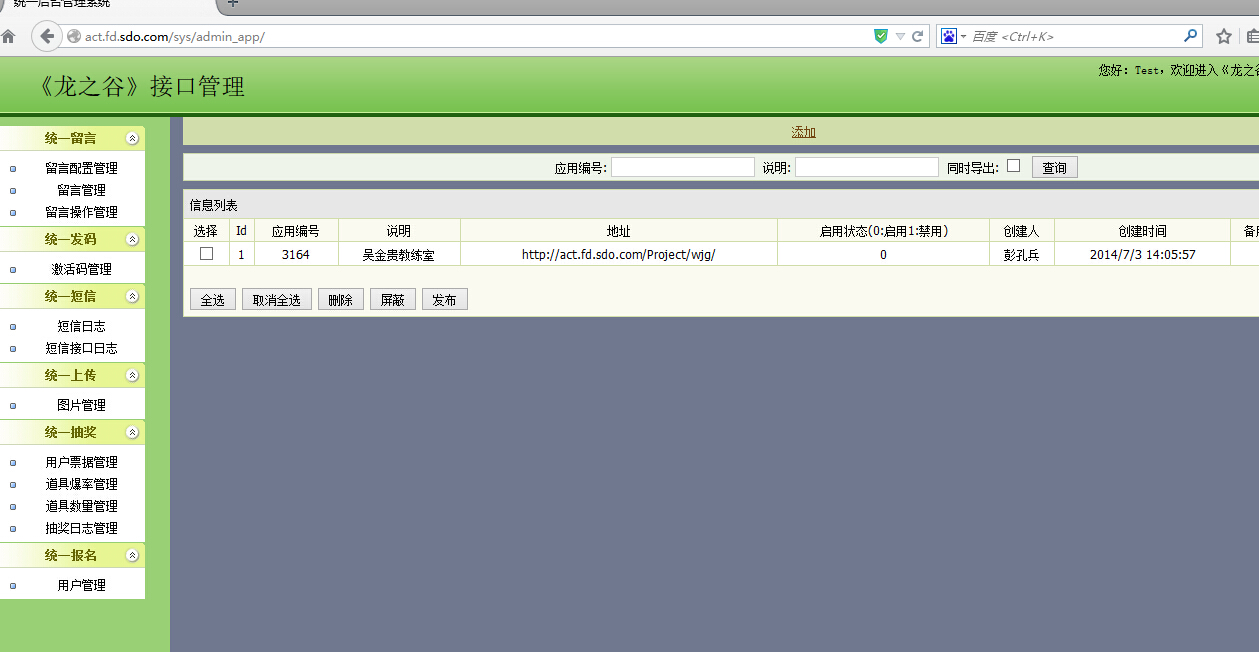 统一后台管理系统
act.fd.sdo.com/sys/admin_app/
百度 <Ctrl+K>
您好：Test，欢迎进入《龙之谷
《龙之谷》接口管理
统一留言
留言配置管理
留言管理
留言操作管理
统一发码
激活码管理
统一短信
短信日志
短信接口日志
统一上传
图片管理
统一抽奖
用户票据管理
道具爆率管理
道具数量管理
抽奖日志管理
统一报名
用户管理
添加
应用编号: 说明: 同时导出: 查询
信息列表
选择 Id 应用编号 说明 地址 启用状态(0:启用1:禁用) 创建人 创建时间 备
1 3164 吴金贵教练室 http://act.fd.sdo.com/Project/wjg/ 0 彭孔兵 2014/7/3 14:05:57
全选 取消全选 删除 屏蔽 发布